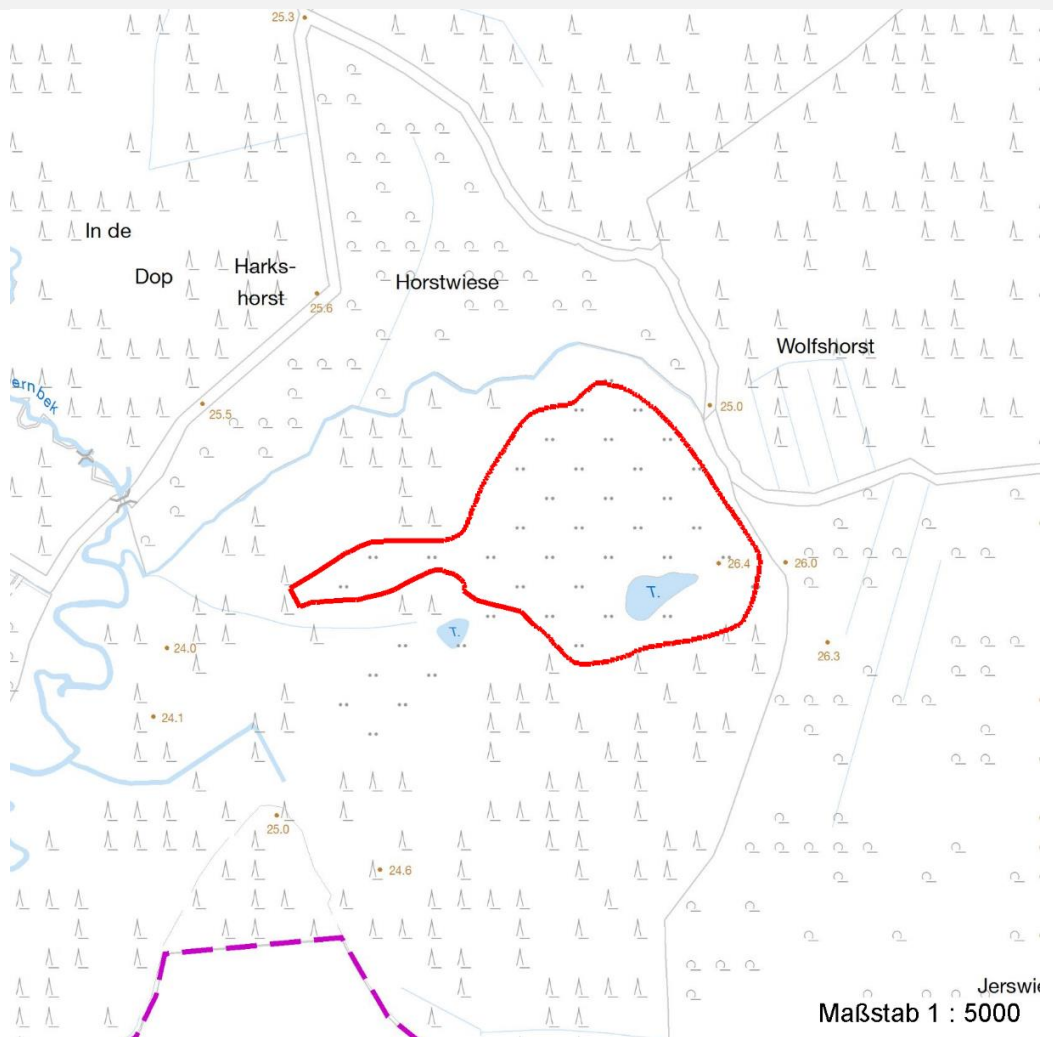 25.3
In de
Dop
Harks-
horst
25.6
Horstwiese
Wolfshorst
25.5
25.0
26.4
26.0
T.
T.
24.0
26.3
24.1
25.0
24.6
Maßstab 1 : 5000